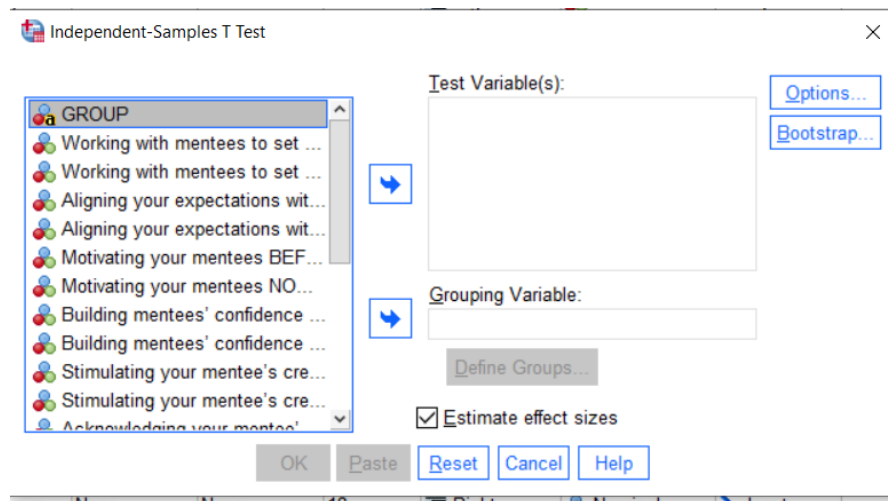 Independent-Samples T Test
Test Variable(s):
Options...
Bootstrap...
a GROUP
Working with mentees to set ...
Working with mentees to set ...
Aligning your expectations wit...
Aligning your expectations wit...
Motivating your mentees BEF...
Motivating your mentees NO...
Building mentees’ confidence ...
Building mentees’ confidence ...
Stimulating your mentee’s cre...
Stimulating your mentee’s cre...
Acknowledging your mentee’
Grouping Variable:
Define Groups...
Estimate effect sizes
OK Paste Reset Cancel Help